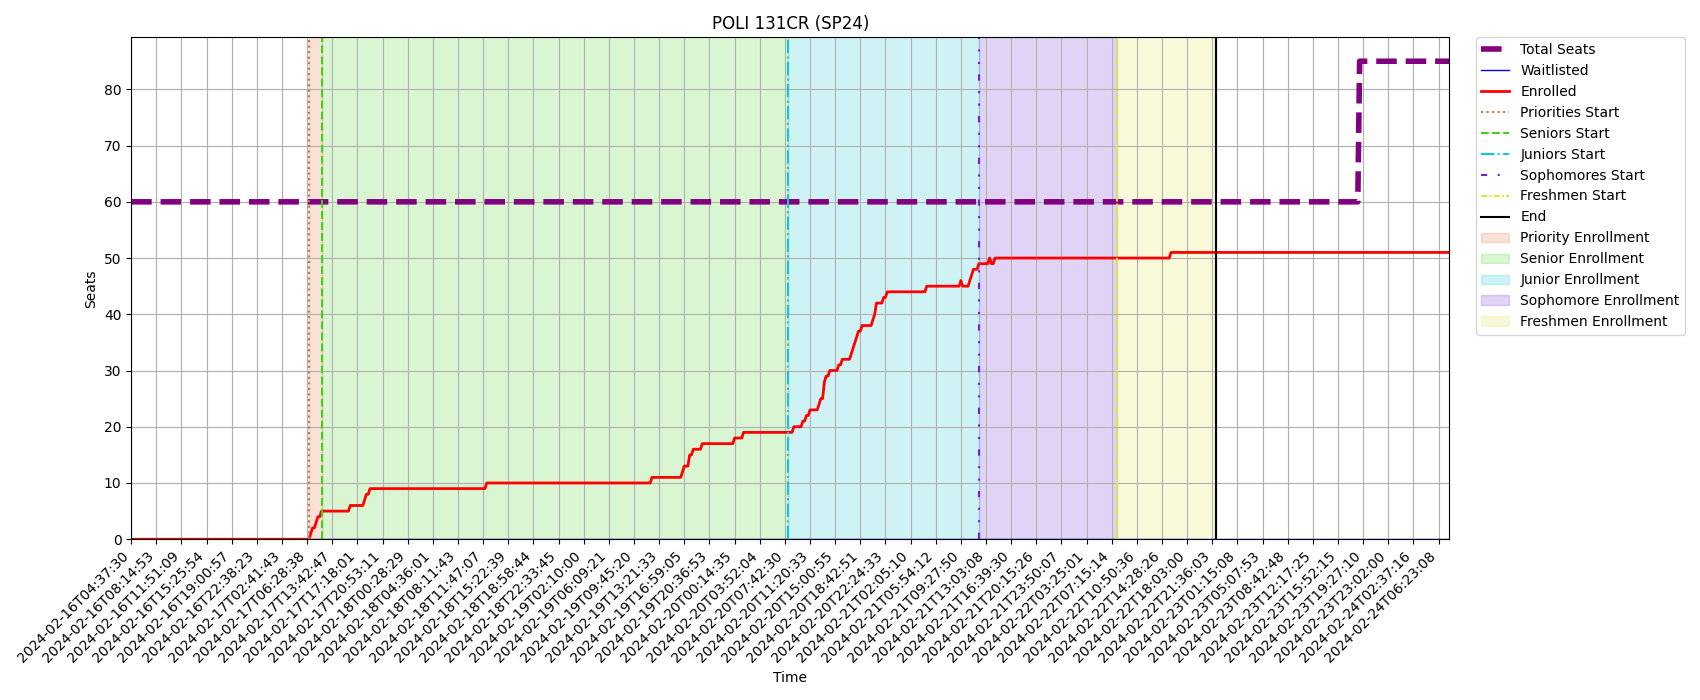 POLI 131CR (SP24)
Seats
80
70
60
50
40
30
20
10
0
2024-02-16T04:37:30
2024-02-16T08:14:53
2024-02-16T11:51:09
2024-02-16T15:25:54
2024-02-16T19:00:57
2024-02-16T22:38:23
2024-02-17T02:41:43
2024-02-17T06:28:38
2024-02-17T13:42:47
2024-02-17T17:18:01
2024-02-17T20:53:11
2024-02-18T00:28:29
2024-02-18T04:36:01
2024-02-18T08:11:43
2024-02-18T11:47:07
2024-02-18T15:22:39
2024-02-18T18:58:44
2024-02-18T22:33:45
2024-02-19T02:10:00
2024-02-19T06:09:21
2024-02-19T09:45:20
2024-02-19T13:21:33
2024-02-19T16:59:05
2024-02-19T20:36:53
2024-02-20T00:14:35
2024-02-20T03:52:04
2024-02-20T07:42:30
2024-02-20T11:20:33
2024-02-20T15:00:55
2024-02-20T18:42:51
2024-02-20T22:24:33
2024-02-21T02:05:10
2024-02-21T05:54:12
2024-02-21T09:27:50
2024-02-21T13:03:08
2024-02-21T16:39:30
2024-02-21T20:15:26
2024-02-21T23:50:07
2024-02-22T03:25:01
2024-02-22T07:15:14
2024-02-22T10:50:36
2024-02-22T14:28:26
2024-02-22T18:03:00
2024-02-22T21:36:03
2024-02-23T01:15:08
2024-02-23T05:07:53
2024-02-23T08:42:48
2024-02-23T12:17:25
2024-02-23T15:52:15
2024-02-23T19:27:10
2024-02-23T23:02:00
2024-02-24T02:37:16
2024-02-24T06:23:08
Time
Total Seats
Waitlisted
Enrolled
Priorities Start
Seniors Start
Juniors Start
Sophomores Start
Freshmen Start
End
Priority Enrollment
Senior Enrollment
Junior Enrollment
Sophomore Enrollment
Freshmen Enrollment